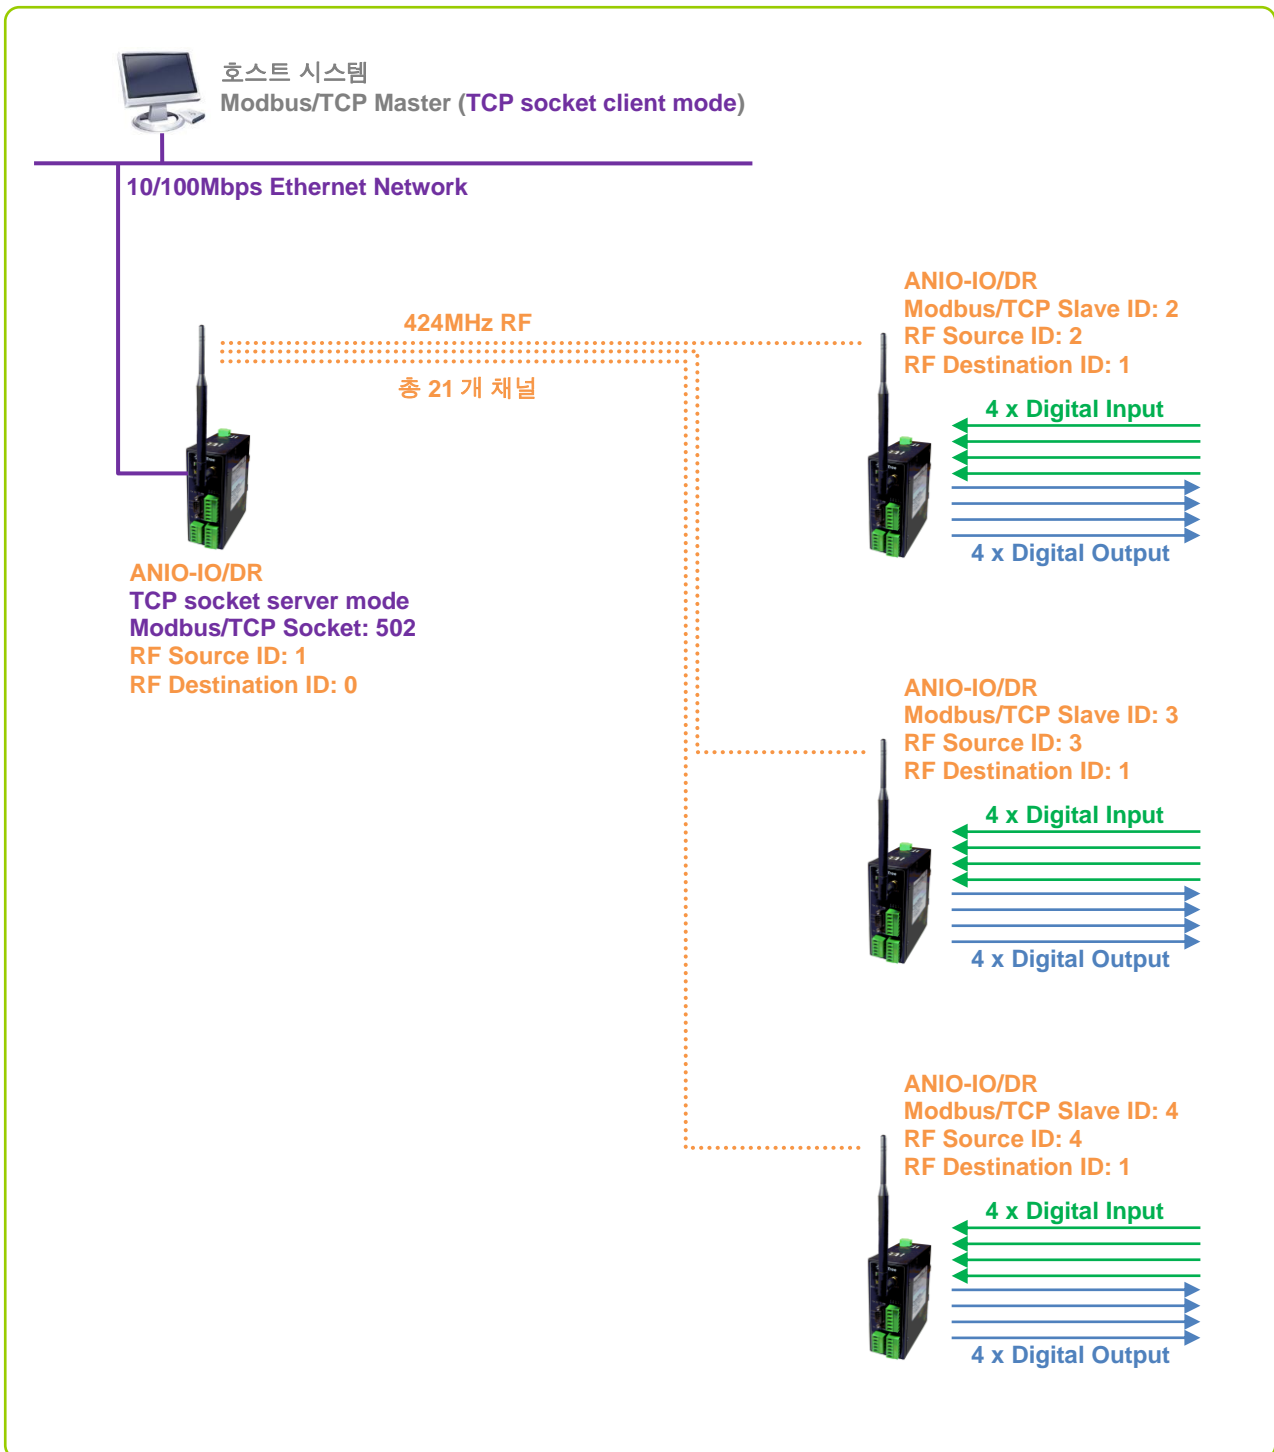 호스트 시스템
Modbus/TCP Master (TCP socket client mode)
10/100Mbps Ethernet Network
424MHz RF
총 21 개 채널
ANIO-IO/DR
TCP socket server mode
Modbus/TCP Socket: 502
RF Source ID: 1
RF Destination ID: 0
ANIO-IO/DR
Modbus/TCP Slave ID: 2
RF Source ID: 2
RF Destination ID: 1
4 x Digital Input
4 x Digital Output
ANIO-IO/DR
Modbus/TCP Slave ID: 3
RF Source ID: 3
RF Destination ID: 1
4 x Digital Input
4 x Digital Output
ANIO-IO/DR
Modbus/TCP Slave ID: 4
RF Source ID: 4
RF Destination ID: 1
4 x Digital Input
4 x Digital Output